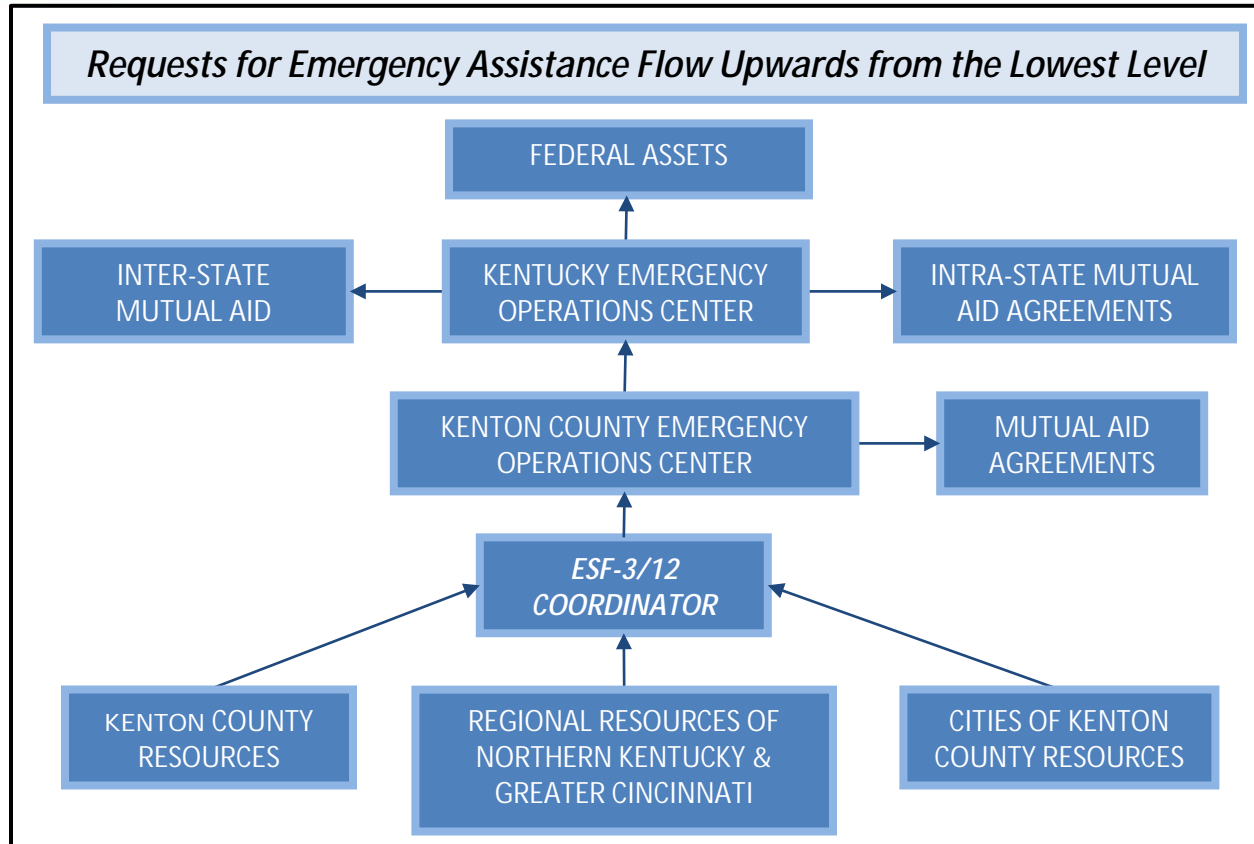 Requests for Emergency Assistance Flow Upwards from the Lowest Level
FEDERAL ASSETS
INTER-STATE
MUTUAL AID
KENTUCKY EMERGENCY
OPERATIONS CENTER
INTRA-STATE MUTUAL
AID AGREEMENTS
KENTON COUNTY EMERGENCY
OPERATIONS CENTER
MUTUAL AID
AGREEMENTS
ESF-3/12
COORDINATOR
KENTON COUNTY
RESOURCES
REGIONAL RESOURCES OF
NORTHERN KENTUCKY &
GREATER CINCINNATI
CITIES OF KENTON
COUNTY RESOURCES